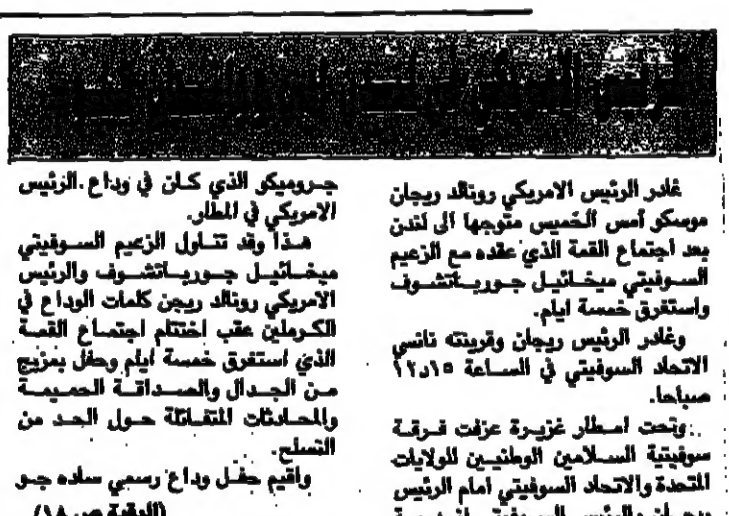 غادر الرئيس الامريكي رونالد ريجان
موسكو أمس الخميس متوجها الى لندن
بعد اجتماع القمة الذي عقده مع الزعيم
السوفيتي ميخائيل جورباتشوف
واستغرق خمسة ايام.
وغادر الرئيس ريجان وقرينته نانسي
الاتحاد السوفيتي في الساعة ١٢ر١٥
صباحا.
وتحت امطار غزيرة عزفت فرقة
سوفيتية السلامين الوطنيين للولايات
المتحدة والاتحاد السوفيتي امام الرئيس
جروميكو الذي كان في وداع الرئيس
الامريكي في المطار.
هذا وقد تناول الزعيم السوفيتي
ميخائيل جورباتشوف والرئيس
الامريكي رونالد ريجن كلمات الوداع في
الكرملين عقب اختتام اجتماع القمة
الذي استغرق خمسة ايام وحفل بمزيج
من الجدال والصداقة الحميمة
والمحادثات المتفائلة حول الحد من
التسلح.
واقيم حفل وداع رسمي ساده جو
(البقية ص ١٨)